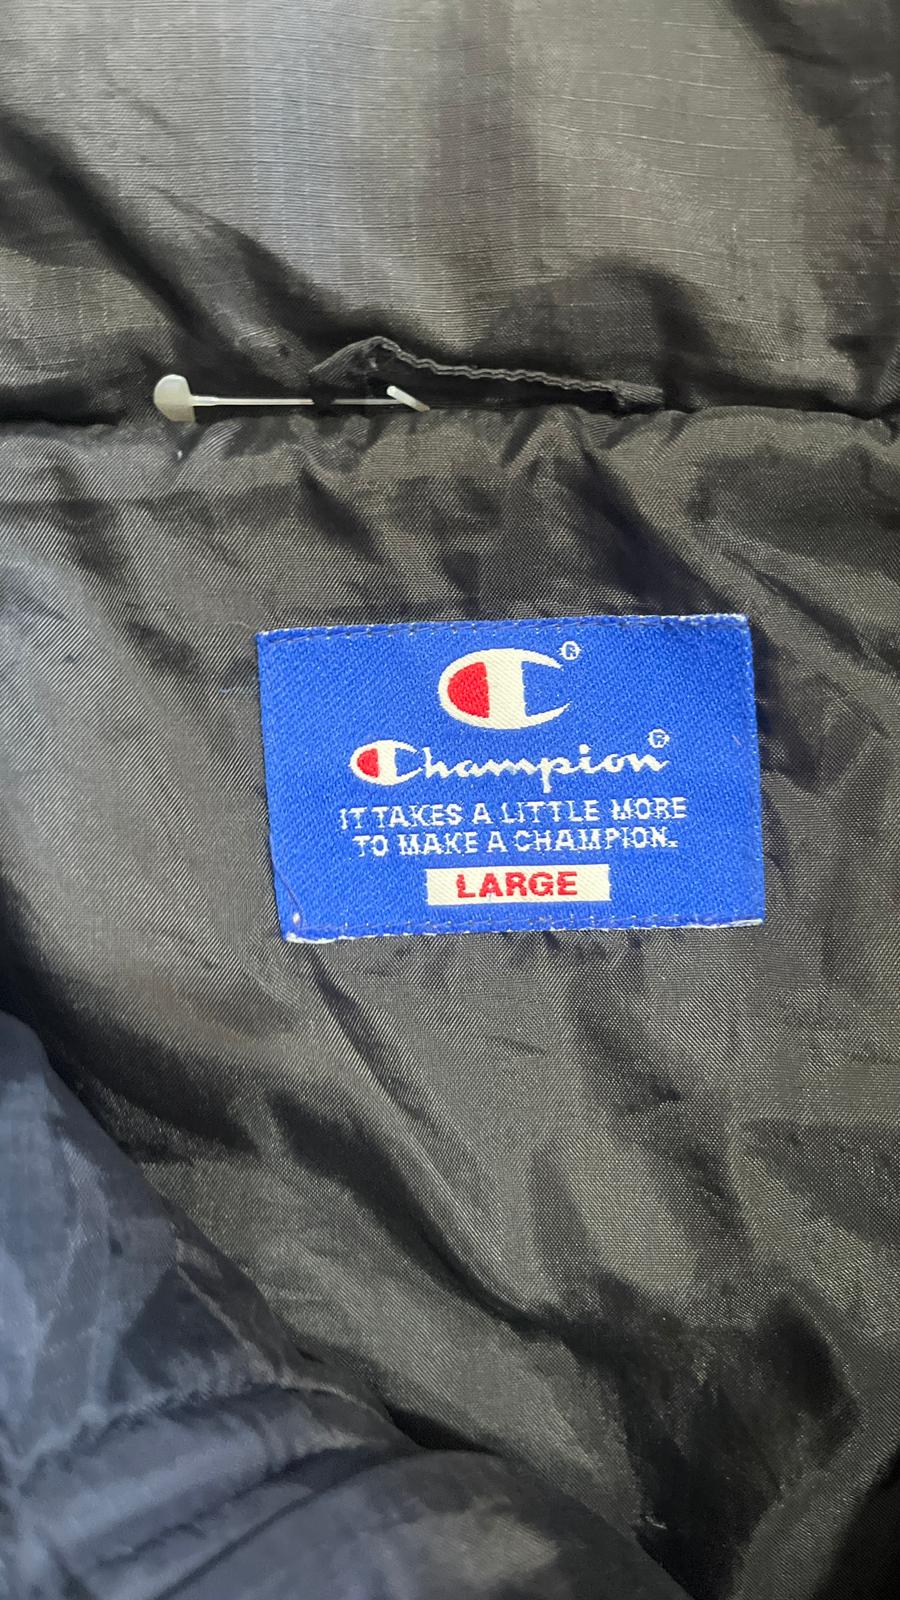 C®
Champion®
IT TAKES A LITTLE MORE
TO MAKE A CHAMPION.
LARGE